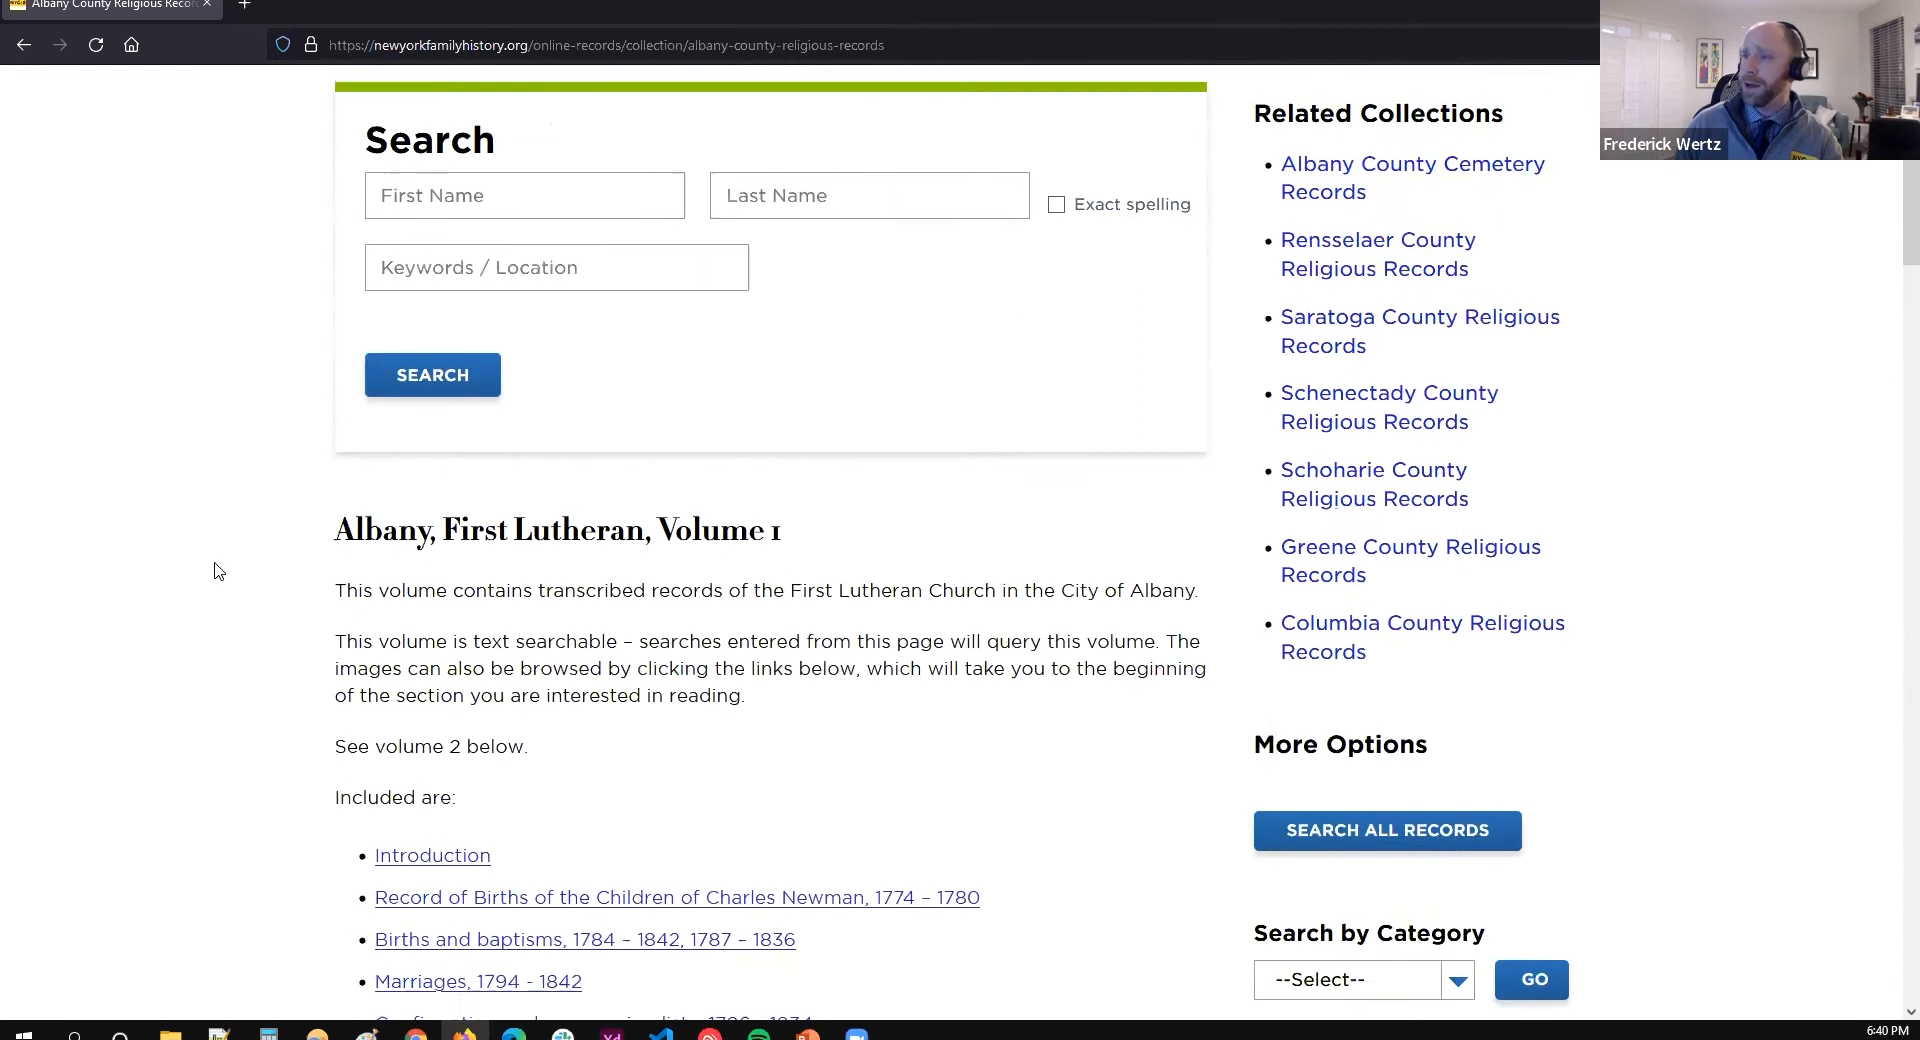 Albany County Religious Recor
https://newyorkfamilyhistory.org/online-records/collection/albany-county-religious-records
Frederick Wertz
Search
First Name
Last Name
Exact spelling
Keywords / Location
SEARCH
Albany, First Lutheran, Volume 1
This volume contains transcribed records of the First Lutheran Church in the City of Albany.
This volume is text searchable – searches entered from this page will query this volume. The
images can also be browsed by clicking the links below, which will take you to the beginning
of the section you are interested in reading.
See volume 2 below.
Included are:
• Introduction
• Record of Births of the Children of Charles Newman, 1774 – 1780
• Births and baptisms, 1784 – 1842, 1787 – 1836
• Marriages, 1794 - 1842
Related Collections
• Albany County Cemetery
Records
• Rensselaer County
Religious Records
• Saratoga County Religious
Records
• Schenectady County
Religious Records
• Schoharie County
Religious Records
• Greene County Religious
Records
• Columbia County Religious
Records
More Options
SEARCH ALL RECORDS
Search by Category
--Select--
GO
6:40 PM